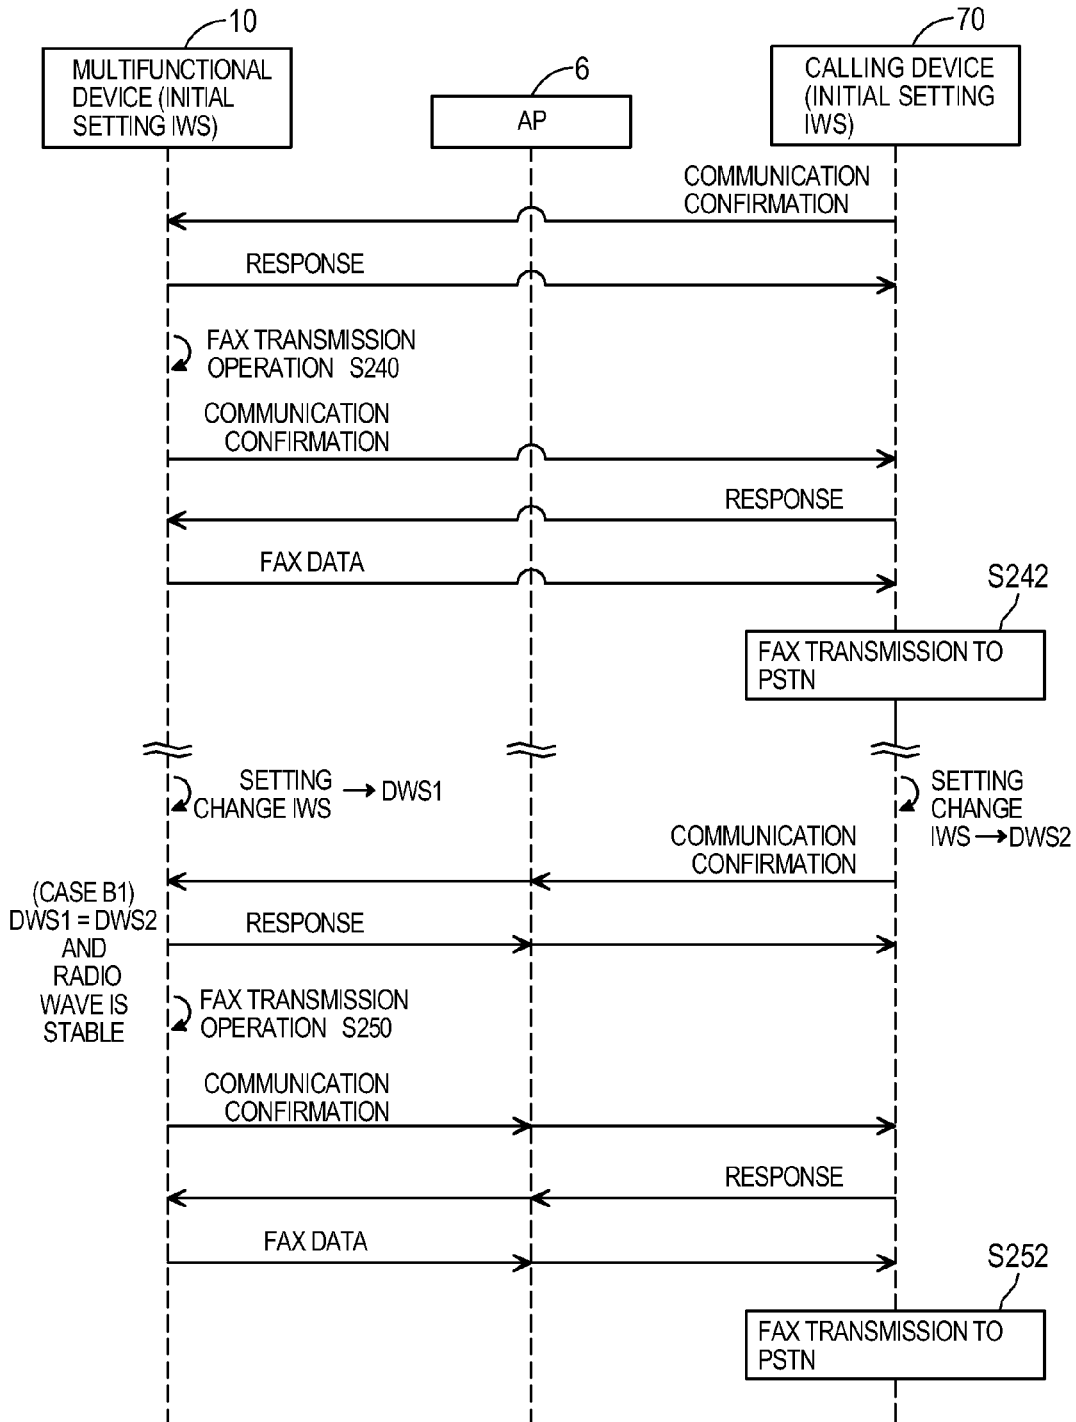 10
MULTIFUNCTIONAL
DEVICE (INITIAL
SETTING IWS)
6
AP
70
CALLING DEVICE
(INITIAL SETTING
IWS)
COMMUNICATION
CONFIRMATION
RESPONSE
FAX TRANSMISSION
OPERATION S240
COMMUNICATION
CONFIRMATION
RESPONSE
FAX DATA
S242
FAX TRANSMISSION TO
PSTN
SETTING
CHANGE IWS → DWS1
SETTING
CHANGE
IWS → DWS2
COMMUNICATION
CONFIRMATION
(CASE B1)
DWS1 = DWS2
AND
RADIO
WAVE IS
STABLE
RESPONSE
FAX TRANSMISSION
OPERATION S250
COMMUNICATION
CONFIRMATION
RESPONSE
FAX DATA
S252
FAX TRANSMISSION TO
PSTN